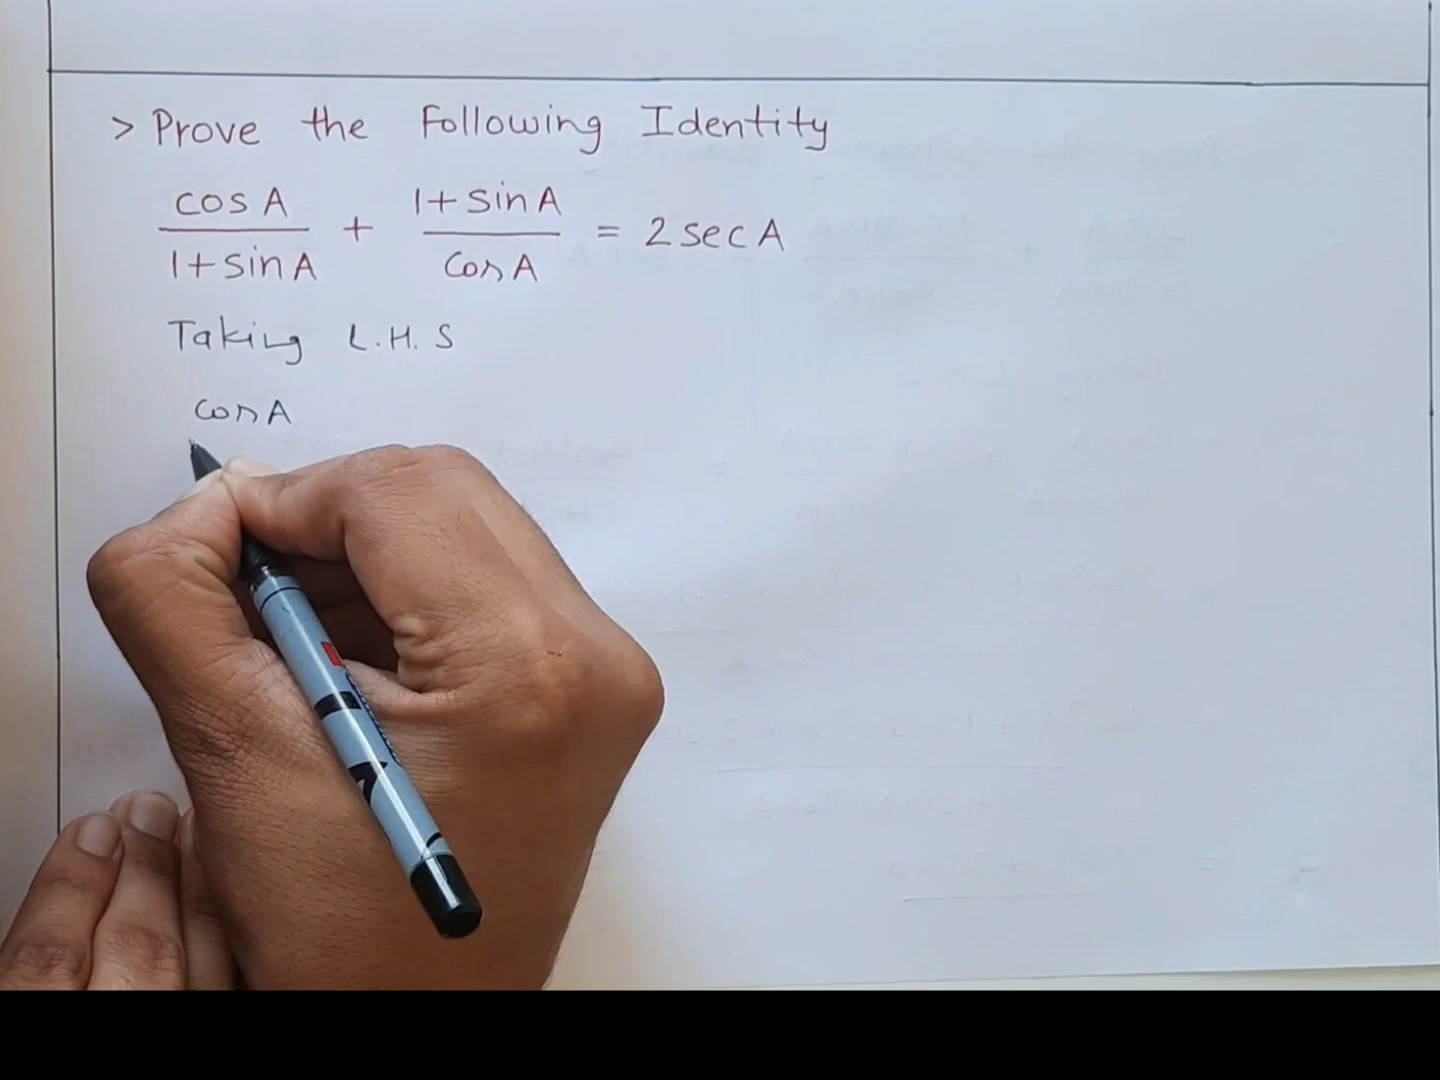 > Prove the Following Identity
cos A / 1+sin A + 1+sin A / cos A = 2 sec A
Taking L.H.S
cos A